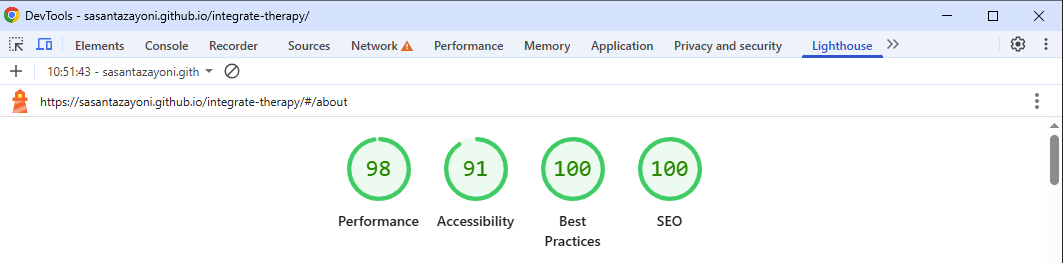 DevTools - sasantazayoni.github.io/integrate-therapy/
Elements Console Recorder Sources Network Performance Memory Application Privacy and security Lighthouse
10:51:43 - sasantazayoni.gith
https://sasantazayoni.github.io/integrate-therapy/#/about
98 91 100 100
Performance Accessibility Best Practices SEO